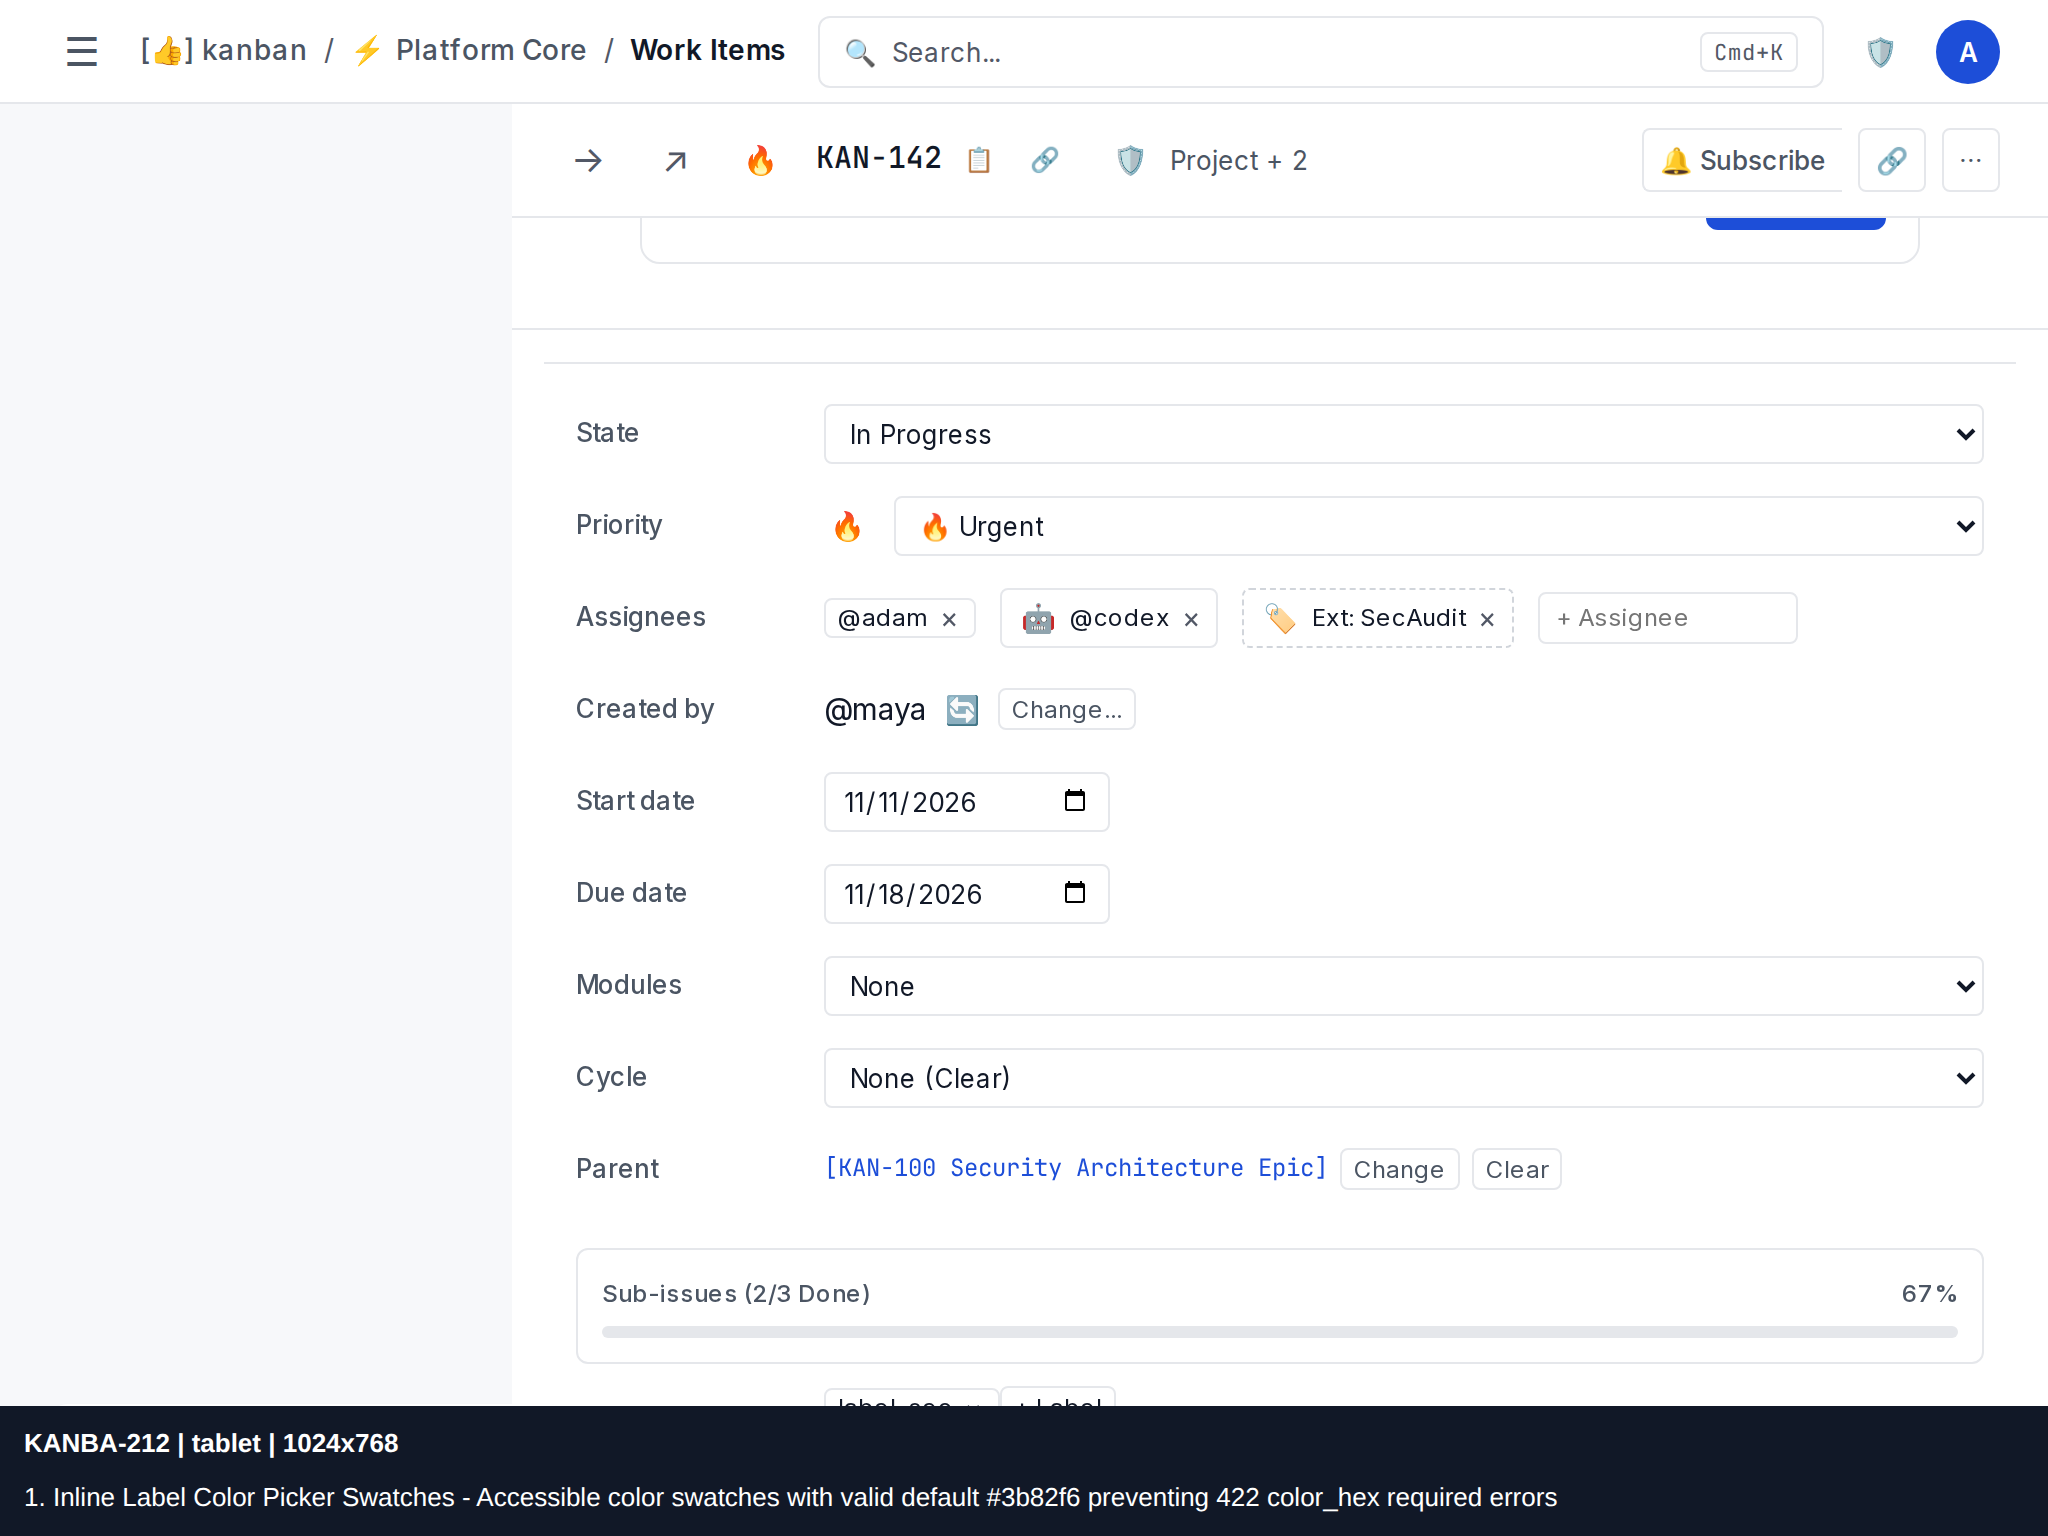 [👍] kanban / ⚡ Platform Core / Work Items
Search... Cmd+K
A
KAN-142
Project + 2
Subscribe
State In Progress
Priority Urgent
Assignees @adam × @codex × Ext: SecAudit × + Assignee
Created by @maya Change...
Start date 11/11/2026
Due date 11/18/2026
Modules None
Cycle None (Clear)
Parent [KAN-100 Security Architecture Epic] Change Clear
Sub-issues (2/3 Done) 67%
+ Label
KANBA-212 | tablet | 1024x768
1. Inline Label Color Picker Swatches - Accessible color swatches with valid default #3b82f6 preventing 422 color_hex required errors